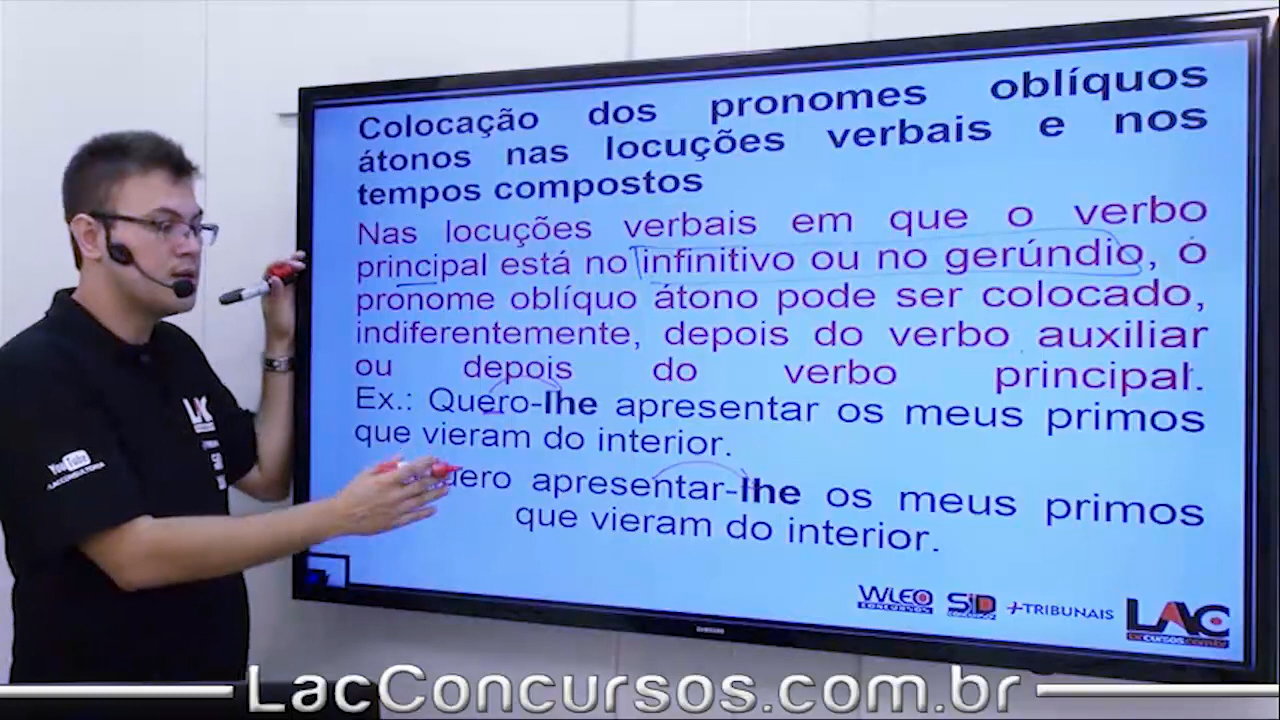 Colocação dos pronomes oblíquos
átonos nas locuções verbais e nos
tempos compostos
Nas locuções verbais em que o verbo
principal está no infinitivo ou no gerúndio, o
pronome oblíquo átono pode ser colocado,
indiferentemente, depois do verbo auxiliar
ou depois do verbo principal.
Ex.: Quero-lhe apresentar os meus primos
que vieram do interior.
apresentar-lhe os meus primos
que vieram do interior.
WLEO
CONCURSOS
SID
+TRIBUNAIS
LAC
LAC
YouTube
LacConcursos.com.br